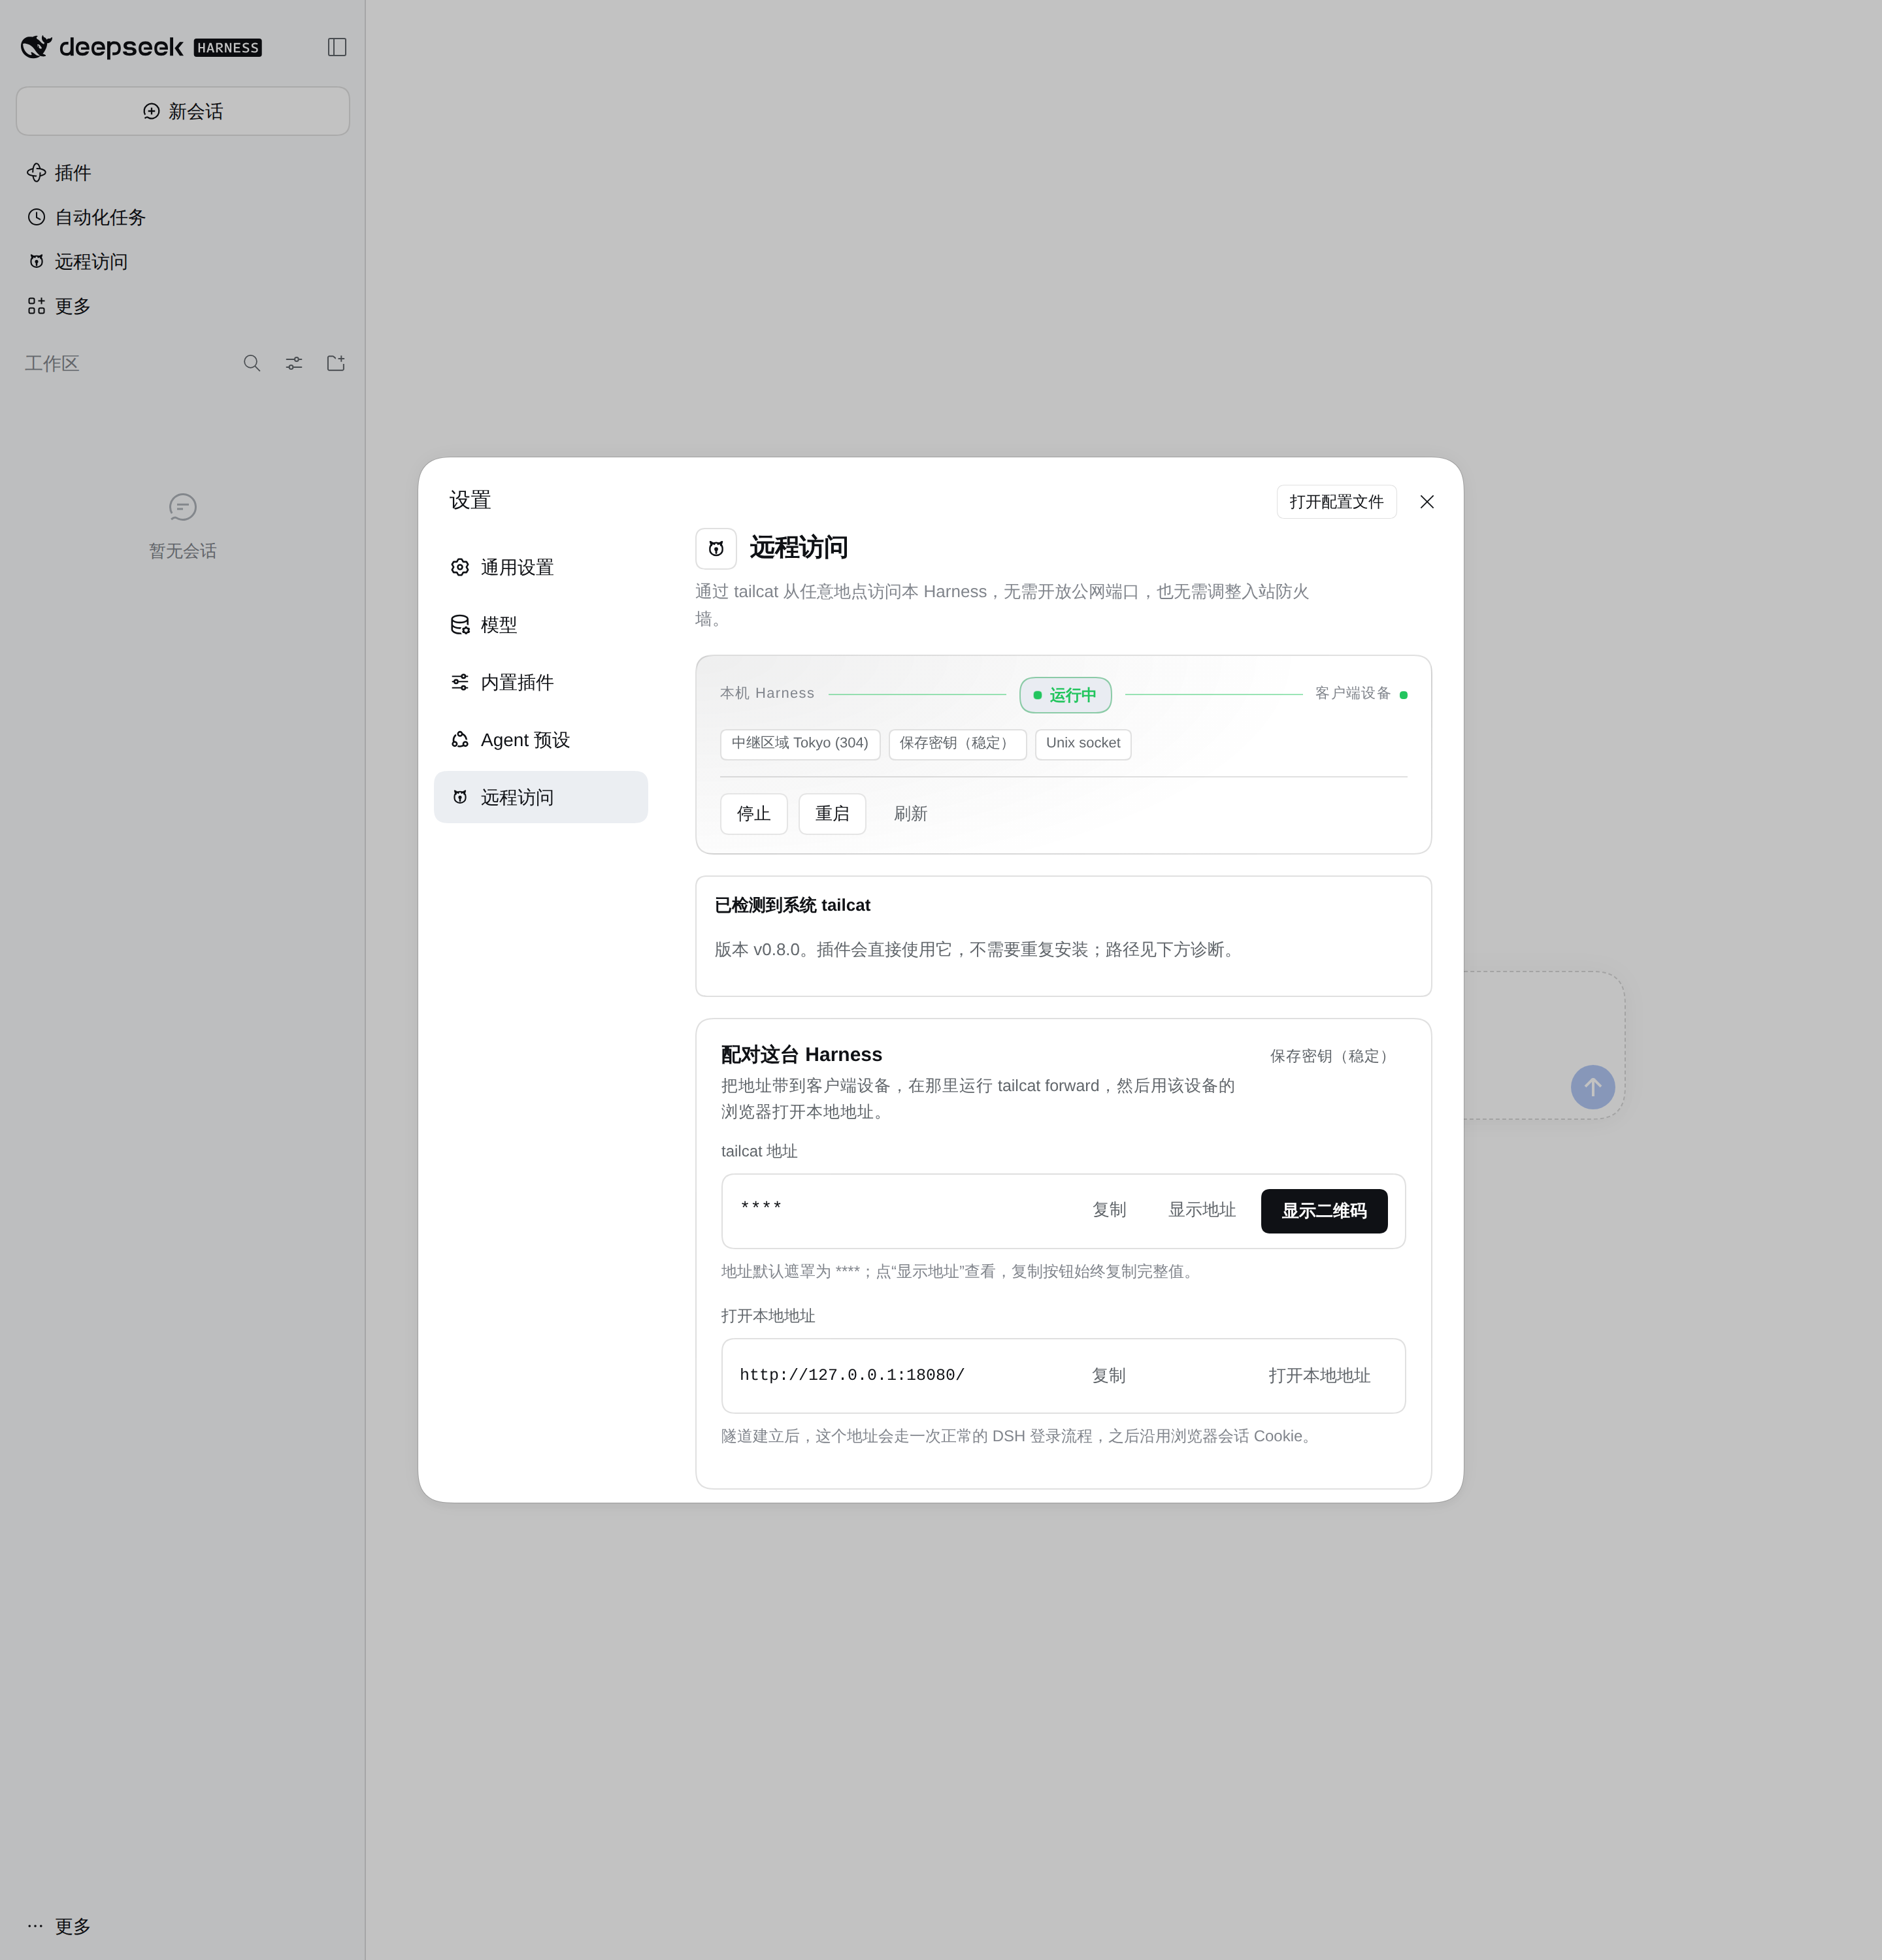 deepseek HARNESS
新会话
插件
自动化任务
远程访问
更多
工作区
暂无会话
更多
设置
打开配置文件
通用设置
模型
内置插件
Agent 预设
远程访问
远程访问
通过 tailcat 从任意地点访问本 Harness，无需开放公网端口，也无需调整入站防火
墙。
本机 Harness
运行中
客户端设备
中继区域 Tokyo (304)
保存密钥（稳定）
Unix socket
停止
重启
刷新
已检测到系统 tailcat
版本 v0.8.0。插件会直接使用它，不需要重复安装；路径见下方诊断。
配对这台 Harness
保存密钥（稳定）
把地址带到客户端设备，在那里运行 tailcat forward，然后用该设备的
浏览器打开本地地址。
tailcat 地址
****
复制
显示地址
显示二维码
地址默认遮罩为 ****；点“显示地址”查看，复制按钮始终复制完整值。
打开本地地址
http://127.0.0.1:18080/
复制
打开本地地址
隧道建立后，这个地址会走一次正常的 DSH 登录流程，之后沿用浏览器会话 Cookie。